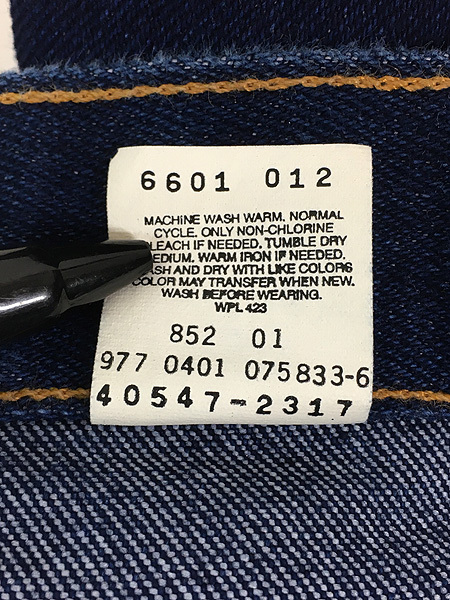 6601 012
MACHINE WASH WARM. NORMAL
CYCLE. ONLY NON-CHLORINE
IF NEEDED. TUMBLE DRY
WARM IRON IF NEEDED.
AND DRY WITH LIKE COLORS
COLOR MAY TRANSFER WHEN NEW.
WASH BEFORE WEARING.
WPL 423
852 01
977 0401 075833-6
40547-2317